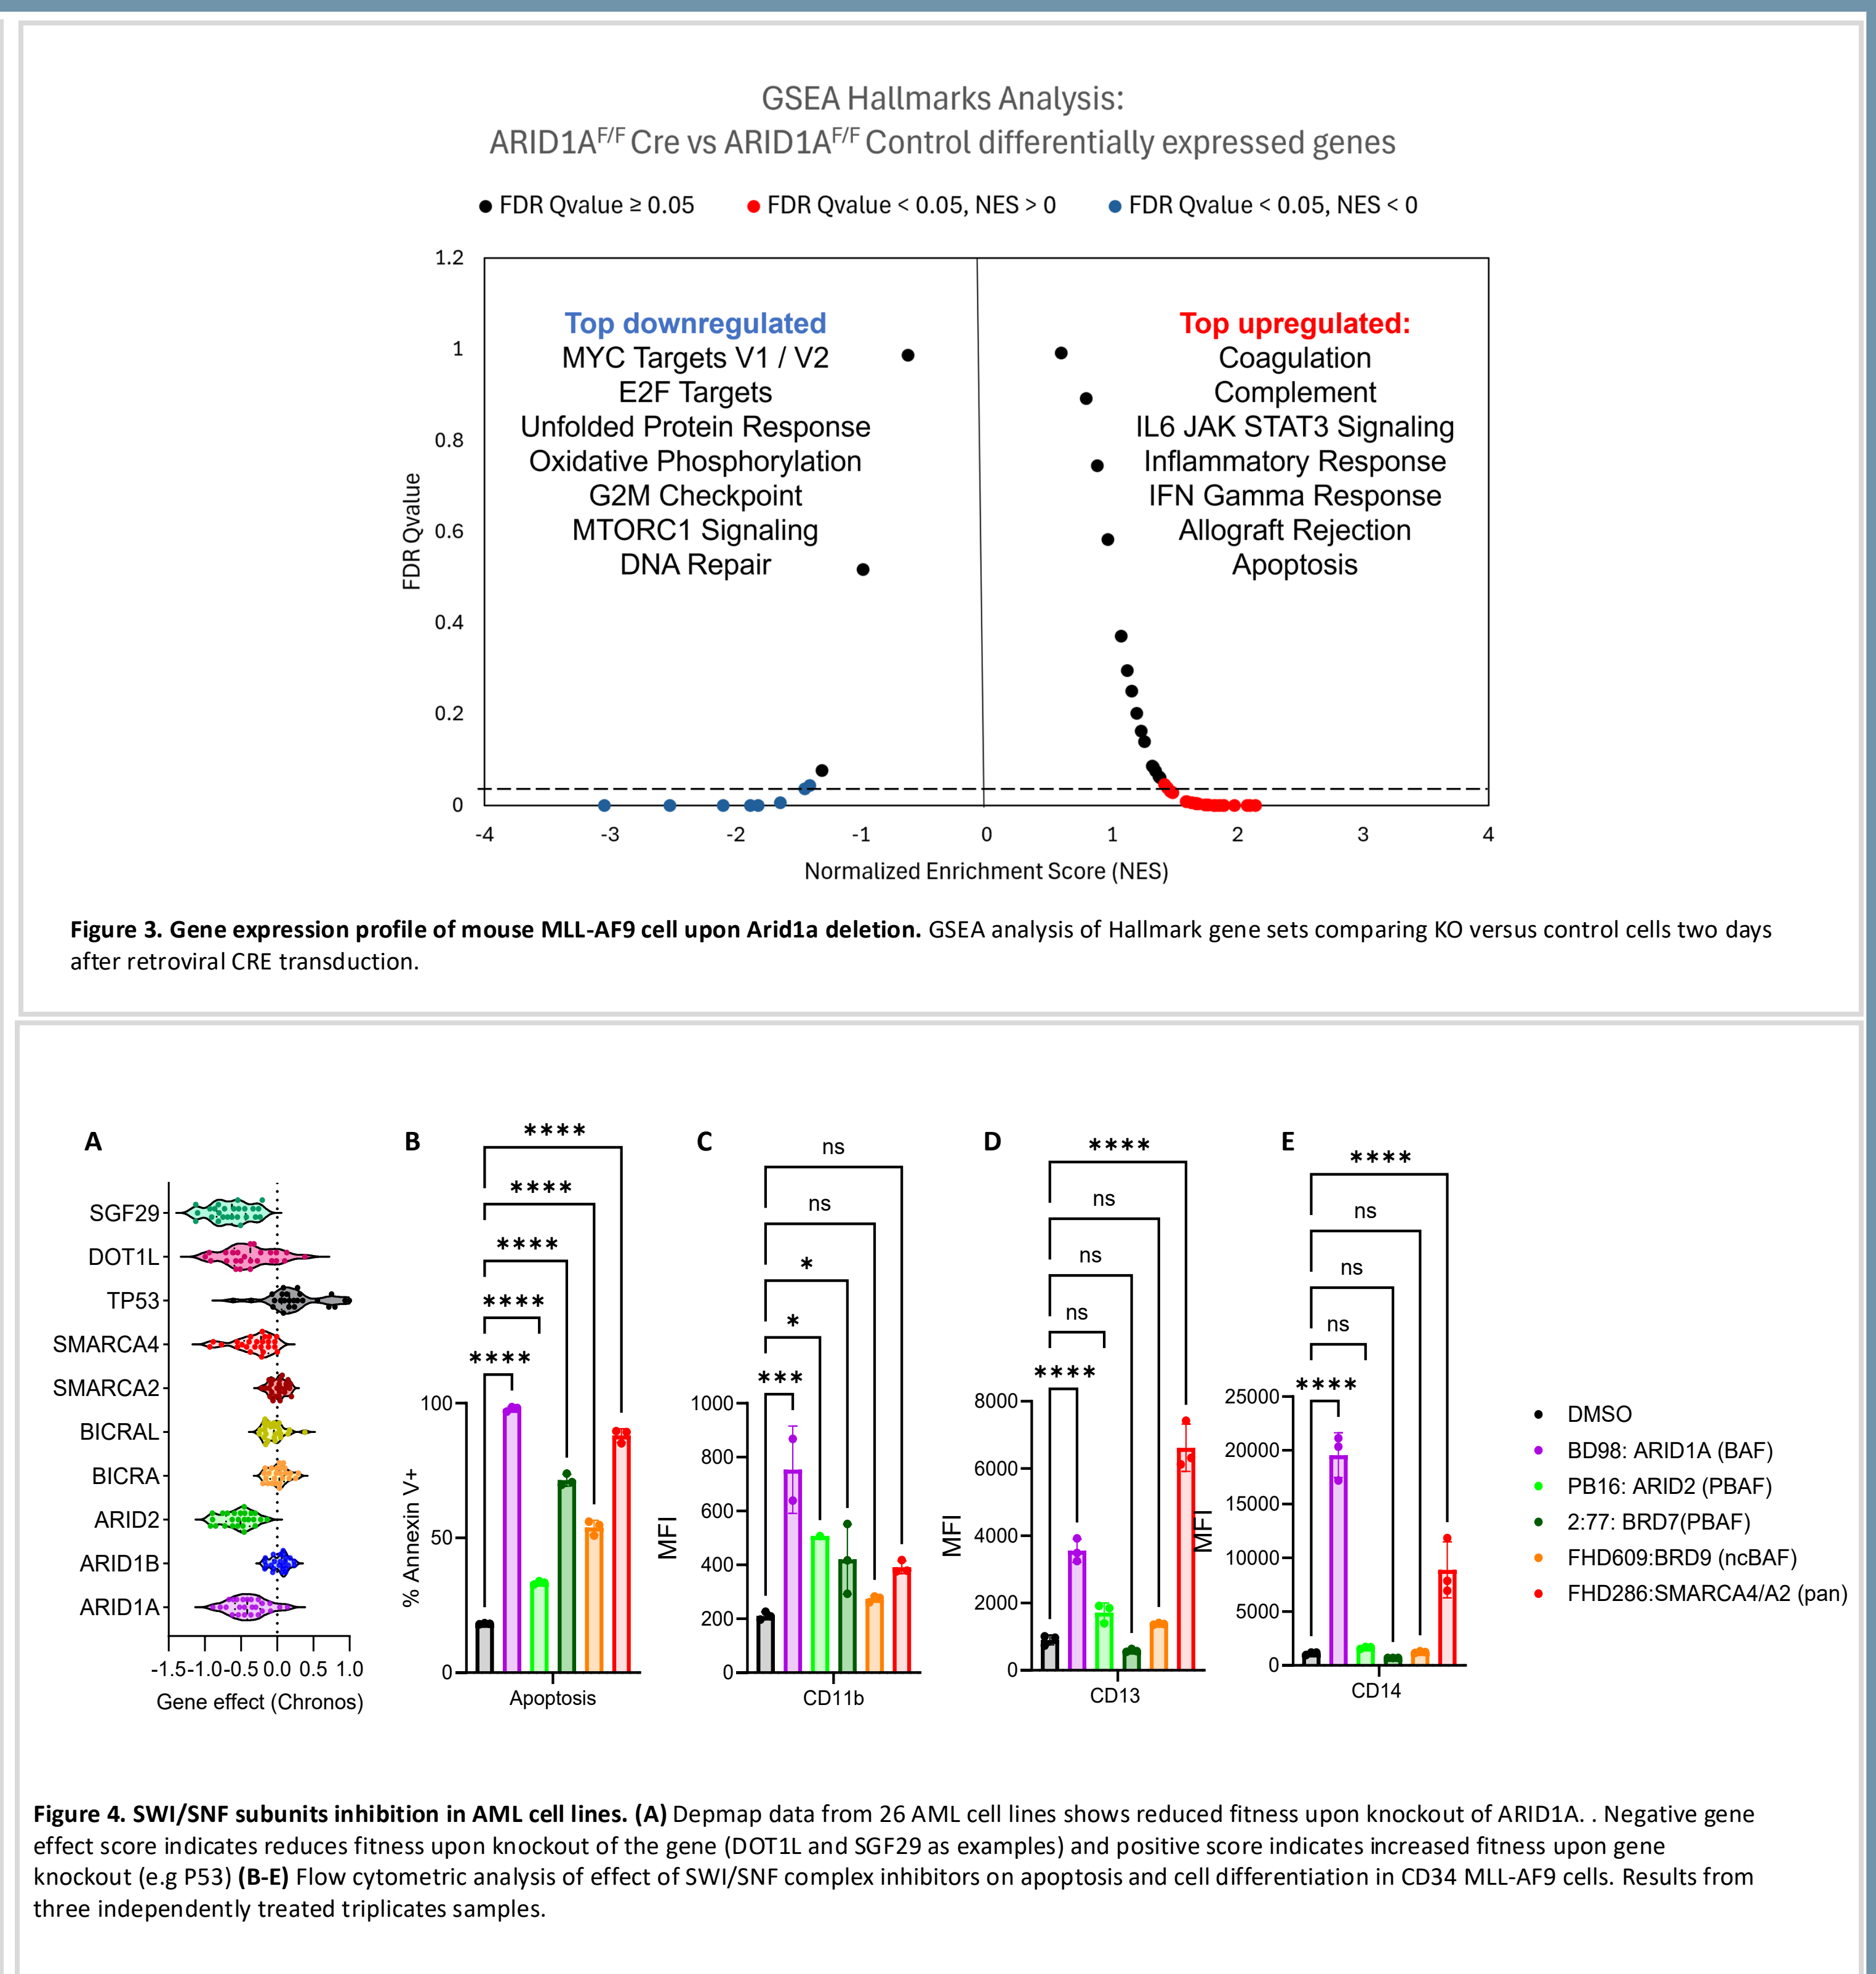 GSEA Hallmarks Analysis:
ARID1A^F/F Cre vs ARID1A^F/F Control differentially expressed genes
FDR Qvalue ≥ 0.05
FDR Qvalue < 0.05, NES > 0
FDR Qvalue < 0.05, NES < 0
FDR Qvalue
1.2
1
0.8
0.6
0.4
0.2
0
Top downregulated
MYC Targets V1 / V2
E2F Targets
Unfolded Protein Response
Oxidative Phosphorylation
G2M Checkpoint
MTORC1 Signaling
DNA Repair
Top upregulated:
Coagulation
Complement
IL6 JAK STAT3 Signaling
Inflammatory Response
IFN Gamma Response
Allograft Rejection
Apoptosis
-4 -3 -2 -1 0 1 2 3 4
Normalized Enrichment Score (NES)
Figure 3. Gene expression profile of mouse MLL-AF9 cell upon Arid1a deletion. GSEA analysis of Hallmark gene sets comparing KO versus control cells two days
after retroviral CRE transduction.
A
SGF29
DOT1L
TP53
SMARCA4
SMARCA2
BICRAL
BICRA
ARID2
ARID1B
ARID1A
-1.5 -1.0 -0.5 0.0 0.5 1.0
Gene effect (Chronos)
B
****
****
****
****
****
% Annexin V+
100
50
0
Apoptosis
C
ns
ns
*
*
***
MFI
1000
800
600
400
200
0
CD11b
D
****
ns
ns
ns
****
MFI
8000
6000
4000
2000
0
CD13
E
****
ns
ns
ns
****
MFI
25000
20000
15000
10000
5000
0
CD14
DMSO
BD98: ARID1A (BAF)
PB16: ARID2 (PBAF)
2:77: BRD7(PBAF)
FHD609:BRD9 (ncBAF)
FHD286:SMARCA4/A2 (pan)
Figure 4. SWI/SNF subunits inhibition in AML cell lines. (A) Depmap data from 26 AML cell lines shows reduced fitness upon knockout of ARID1A. . Negative gene
effect score indicates reduces fitness upon knockout of the gene (DOT1L and SGF29 as examples) and positive score indicates increased fitness upon gene
knockout (e.g P53) (B-E) Flow cytometric analysis of effect of SWI/SNF complex inhibitors on apoptosis and cell differentiation in CD34 MLL-AF9 cells. Results from
three independently treated triplicates samples.